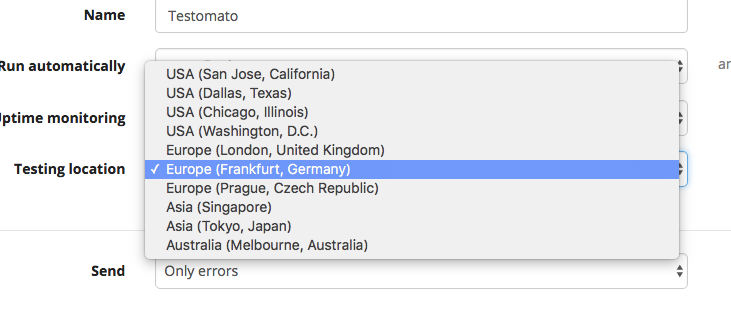 Name
Testomato
Run automatically
Uptime monitoring
Testing location
USA (San Jose, California)
USA (Dallas, Texas)
USA (Chicago, Illinois)
USA (Washington, D.C.)
Europe (London, United Kingdom)
✓ Europe (Frankfurt, Germany)
Europe (Prague, Czech Republic)
Asia (Singapore)
Asia (Tokyo, Japan)
Australia (Melbourne, Australia)
Send
Only errors